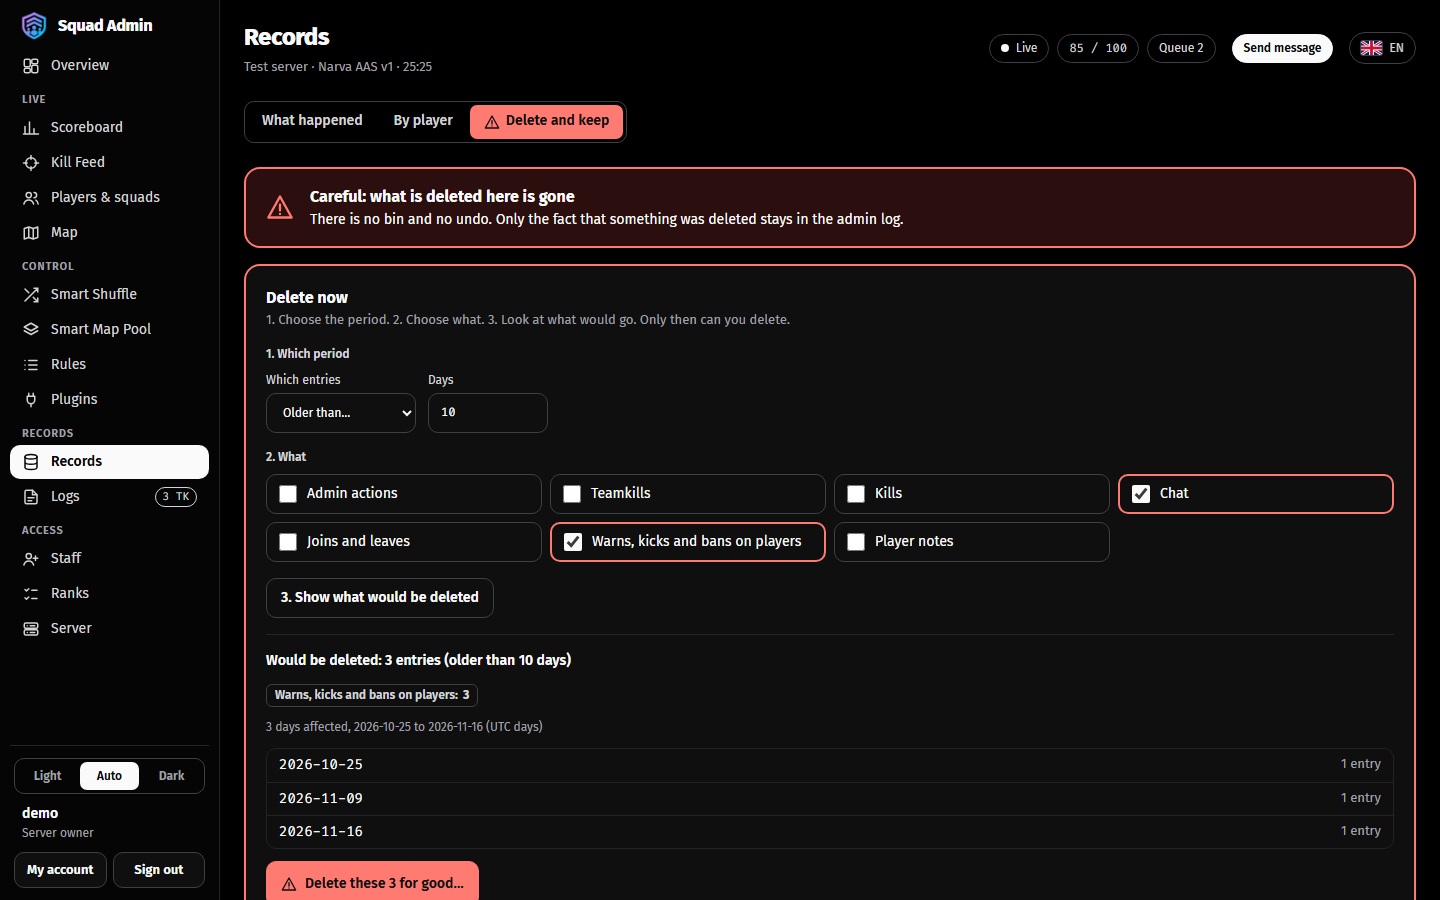 Squad Admin
Overview
LIVE
Scoreboard
Kill Feed
Players & squads
Map
CONTROL
Smart Shuffle
Smart Map Pool
Rules
Plugins
RECORDS
Records
Logs
3 TK
ACCESS
Staff
Ranks
Server
Light Auto Dark
demo
Server owner
My account Sign out
Records
Test server · Narva AAS v1 · 25:25
Live
85 / 100
Queue 2
Send message
EN
What happened By player Delete and keep
Careful: what is deleted here is gone
There is no bin and no undo. Only the fact that something was deleted stays in the admin log.
Delete now
1. Choose the period. 2. Choose what. 3. Look at what would go. Only then can you delete.
1. Which period
Which entries Days
Older than... 10
2. What
Admin actions Teamkills Kills Chat
Joins and leaves Warns, kicks and bans on players Player notes
3. Show what would be deleted
Would be deleted: 3 entries (older than 10 days)
Warns, kicks and bans on players: 3
3 days affected, 2026-10-25 to 2026-11-16 (UTC days)
2026-10-25 1 entry
2026-11-09 1 entry
2026-11-16 1 entry
Delete these 3 for good...